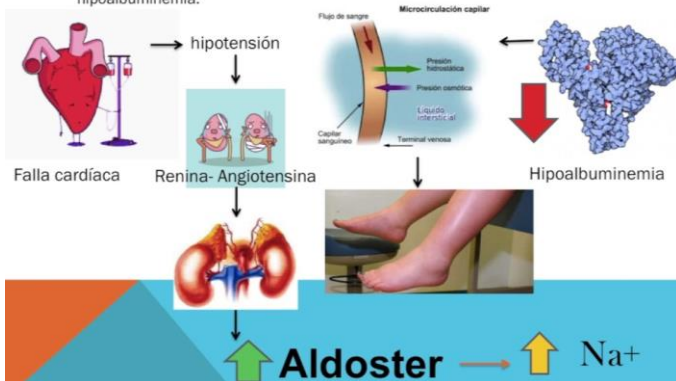 hipoalbuminemia.
Microcirculación capilar
Flujo de sangre
hipotensión
Presión
hidrostática
Presión osmótica
Líquido
intersticial
Capilar
sanguíneo
Terminal venosa
Falla cardíaca
Renina- Angiotensina
Hipoalbuminemia
Aldoster
Na+